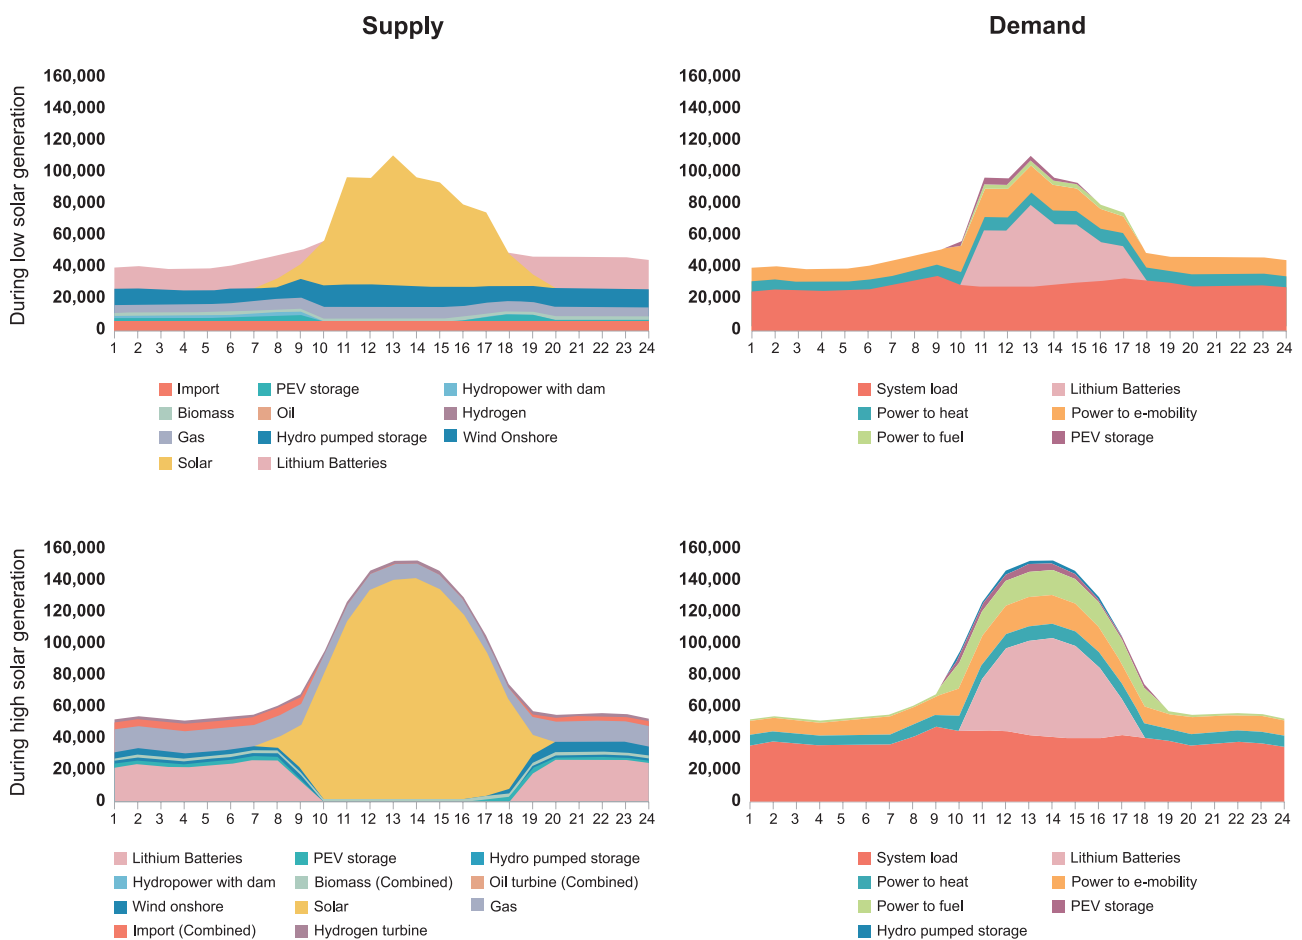 Supply
Demand
During low solar generation
160,000
140,000
120,000
100,000
80,000
60,000
40,000
20,000
0
1 2 3 4 5 6 7 8 9 10 11 12 13 14 15 16 17 18 19 20 21 22 23 24
Import
PEV storage
Hydropower with dam
Biomass
Oil
Hydrogen
Gas
Hydro pumped storage
Wind Onshore
Solar
Lithium Batteries
160,000
140,000
120,000
100,000
80,000
60,000
40,000
20,000
0
1 2 3 4 5 6 7 8 9 10 11 12 13 14 15 16 17 18 19 20 21 22 23 24
System load
Lithium Batteries
Power to heat
Power to e-mobility
Power to fuel
PEV storage
During high solar generation
160,000
140,000
120,000
100,000
80,000
60,000
40,000
20,000
0
1 2 3 4 5 6 7 8 9 10 11 12 13 14 15 16 17 18 19 20 21 22 23 24
Lithium Batteries
PEV storage
Hydro pumped storage
Hydropower with dam
Biomass (Combined)
Oil turbine (Combined)
Wind onshore
Solar
Gas
Import (Combined)
Hydrogen turbine
160,000
140,000
120,000
100,000
80,000
60,000
40,000
20,000
0
1 2 3 4 5 6 7 8 9 10 11 12 13 14 15 16 17 18 19 20 21 22 23 24
System load
Lithium Batteries
Power to heat
Power to e-mobility
Power to fuel
PEV storage
Hydro pumped storage